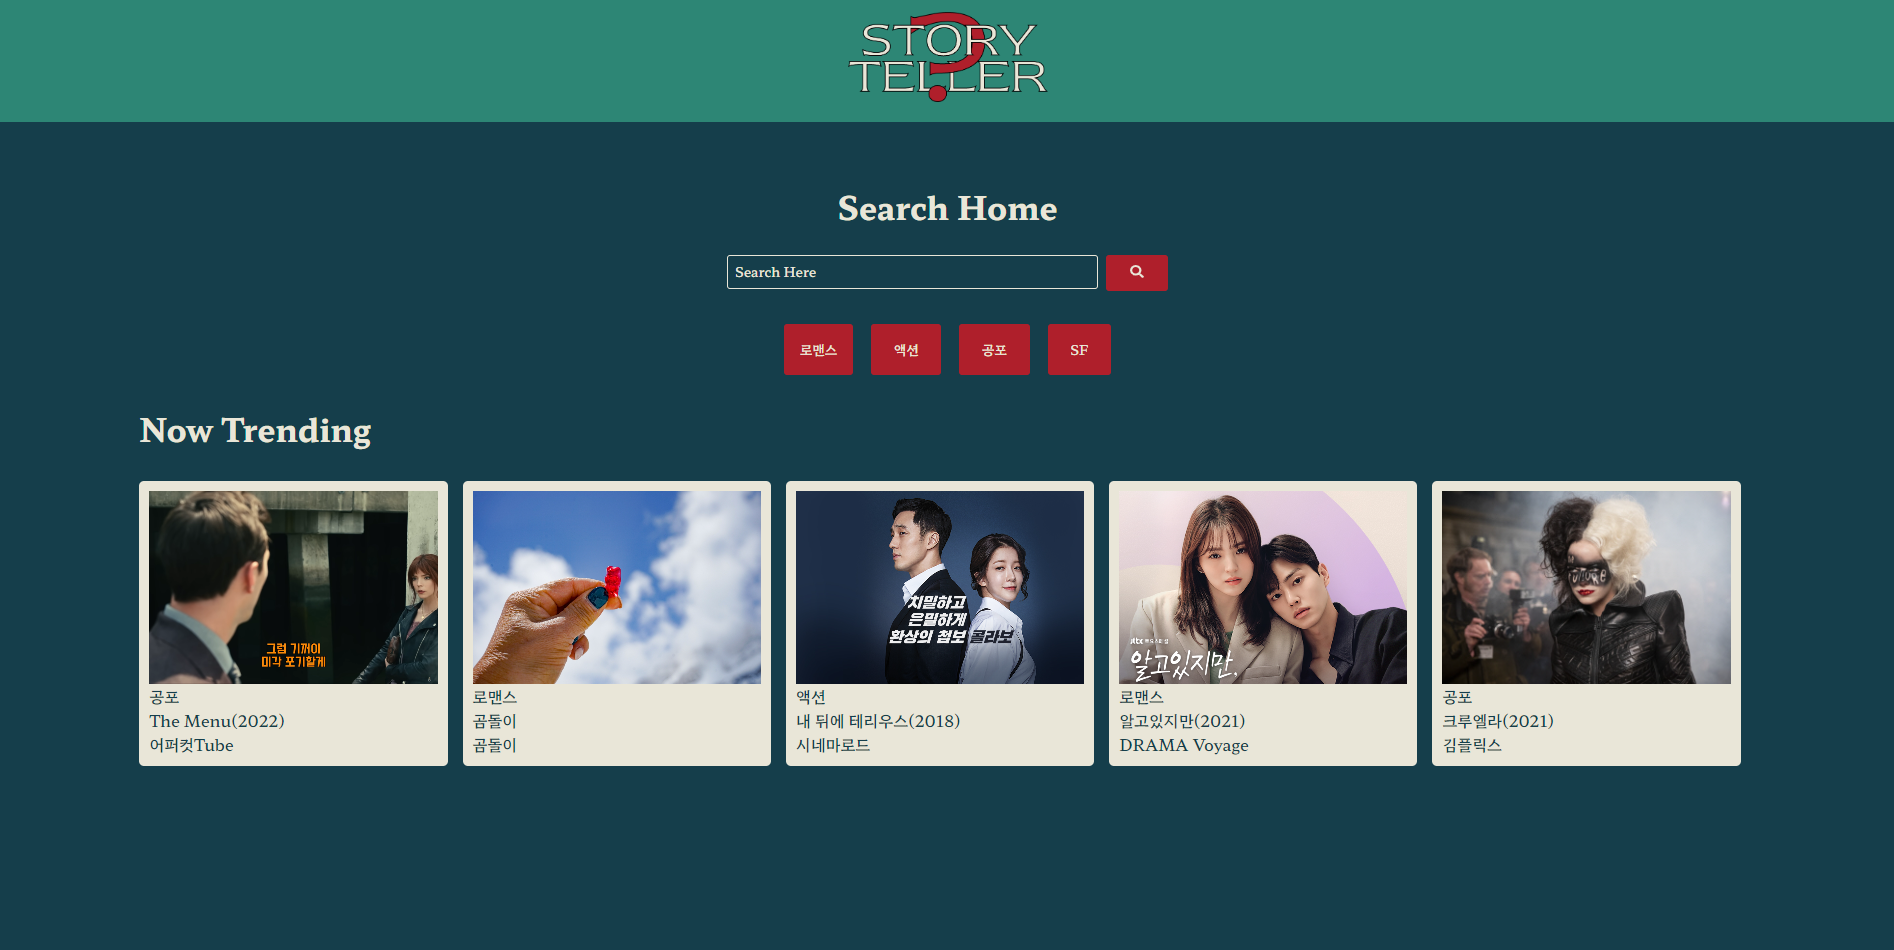 STORY
TELLER
Search Home
Search Here
로맨스
액션
공포
SF
Now Trending
그럼 기꺼이
미각 포기할게
공포
The Menu(2022)
어퍼컷Tube
로맨스
곰돌이
곰돌이
치밀하고
은밀하게
환상의 첩보 콜라보
액션
내 뒤에 테리우스(2018)
시네마로드
알고있지만,
로맨스
알고있지만(2021)
DRAMA Voyage
공포
크루엘라(2021)
김플릭스